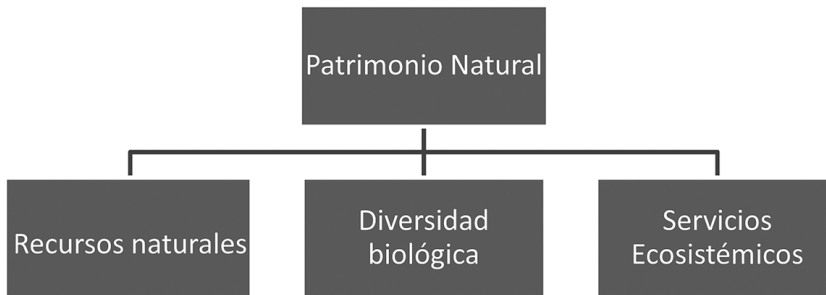 Patrimonio Natural
Recursos naturales
Diversidad
biológica
Servicios
Ecosistémicos